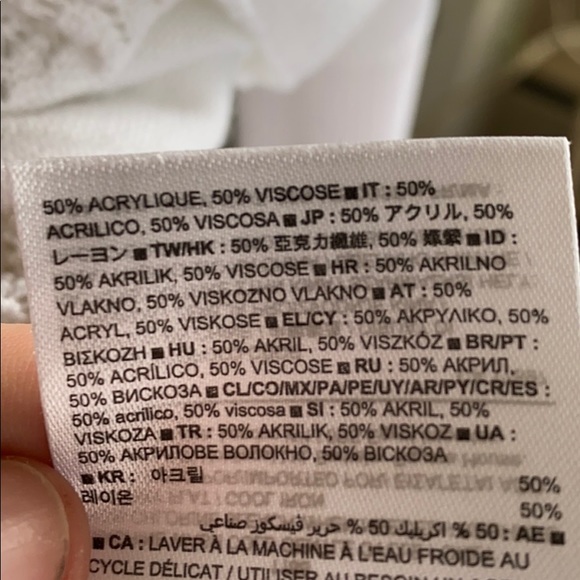 50% ACRYLIQUE, 50% VISCOSE ■ IT : 50%
ACRILICO, 50% VISCOSA ■ JP : 50% アクリル, 50%
レーヨン ■ TW/HK : 50% 亞克力纖維, 50% 嫘縈 ■ ID :
50% AKRILIK, 50% VISCOSE ■ HR : 50% AKRILNO
VLAKNO, 50% VISKOZNO VLAKNO ■ AT : 50%
ACRYL, 50% VISKOSE ■ EL/CY : 50% ΑΚΡΥΛΙΚΟ, 50%
ΒΙΣΚΟΖΗ ■ HU : 50% AKRIL, 50% VISZKÓZ ■ BR/PT :
50% ACRÍLICO, 50% VISCOSE ■ RU : 50% АКРИЛ,
50% ВИСКОЗА ■ CL/CO/MX/PA/PE/UY/AR/PY/CR/ES :
50% acrílico, 50% viscosa ■ SI : 50% AKRIL, 50%
VISKOZA ■ TR : 50% AKRILIK, 50% VISKOZ ■ UA :
50% АКРИЛОВЕ ВОЛОКНО, 50% ВІСКОЗА
■ KR : 아크릴 50%
레이온 50%
■ AE : 50 % اكريليك 50 % حرير ڤيسكوز صناعي
■ CA : LAVER À LA MACHINE À L'EAU FROIDE AU
CYCLE DÉLICAT / UTILISER AU BESOIN UN